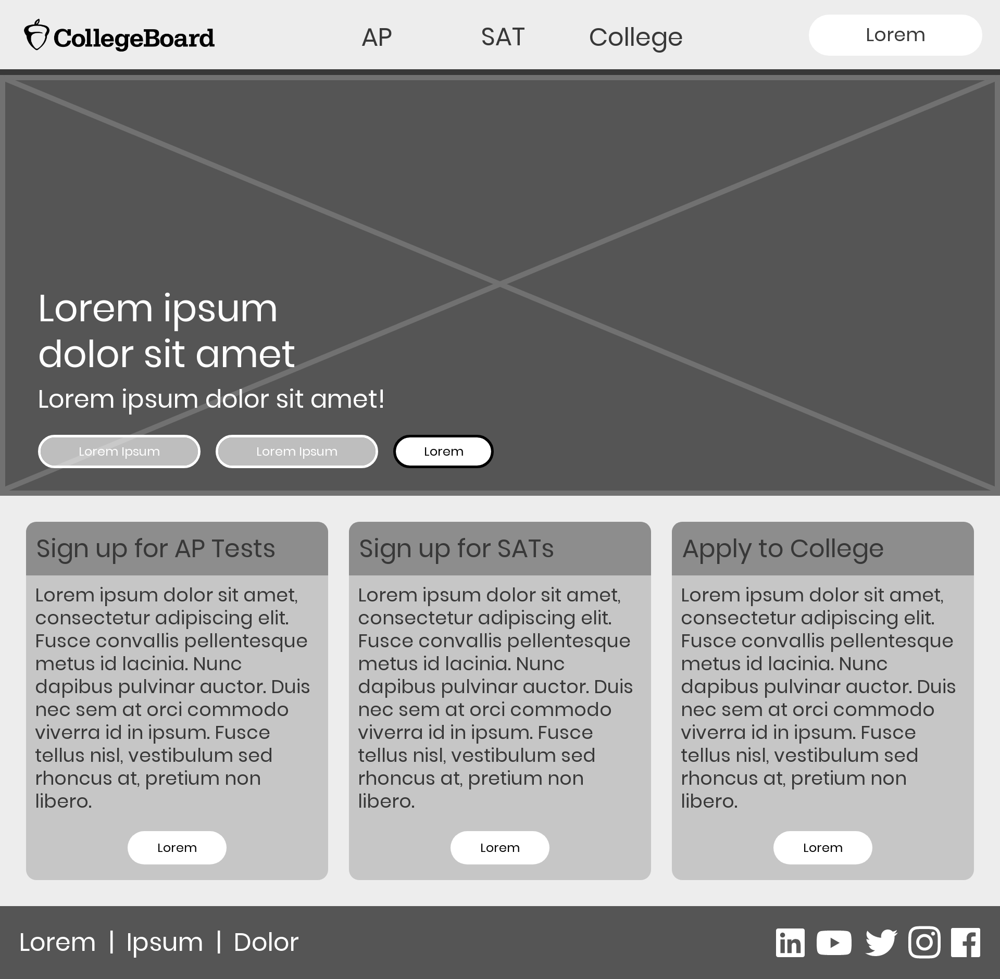 CollegeBoard
AP
SAT
College
Lorem
Lorem ipsum
dolor sit amet
Lorem ipsum dolor sit amet!
Lorem Ipsum
Lorem Ipsum
Lorem
Sign up for AP Tests
Lorem ipsum dolor sit amet,
consectetur adipiscing elit.
Fusce convallis pellentesque
metus id lacinia. Nunc
dapibus pulvinar auctor. Duis
nec sem at orci commodo
viverra id in ipsum. Fusce
tellus nisl, vestibulum sed
rhoncus at, pretium non
libero.
Lorem
Sign up for SATs
Lorem ipsum dolor sit amet,
consectetur adipiscing elit.
Fusce convallis pellentesque
metus id lacinia. Nunc
dapibus pulvinar auctor. Duis
nec sem at orci commodo
viverra id in ipsum. Fusce
tellus nisl, vestibulum sed
rhoncus at, pretium non
libero.
Lorem
Apply to College
Lorem ipsum dolor sit amet,
consectetur adipiscing elit.
Fusce convallis pellentesque
metus id lacinia. Nunc
dapibus pulvinar auctor. Duis
nec sem at orci commodo
viverra id in ipsum. Fusce
tellus nisl, vestibulum sed
rhoncus at, pretium non
libero.
Lorem
Lorem | Ipsum | Dolor